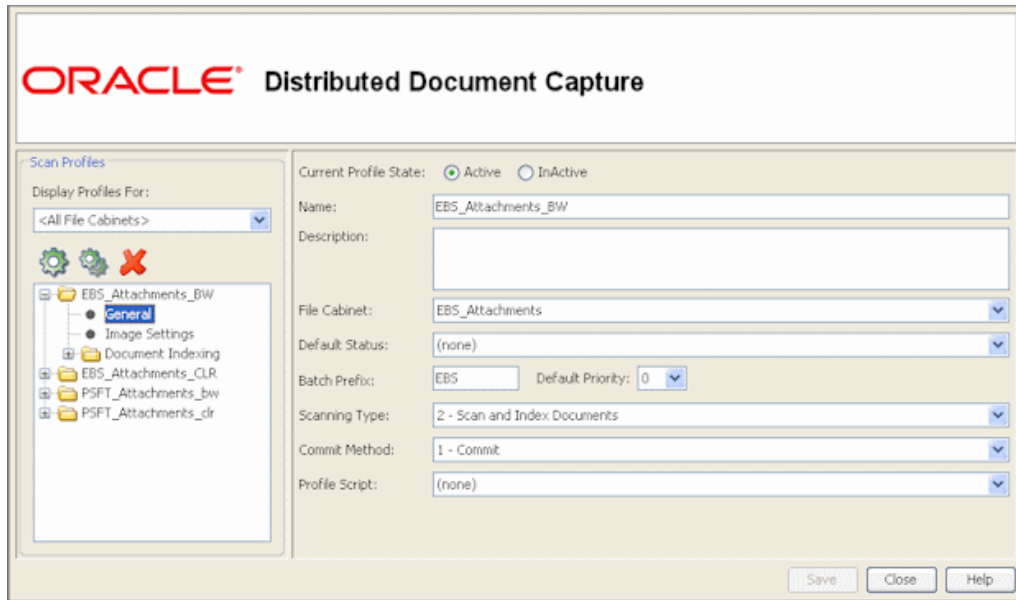 ORACLE Distributed Document Capture
Scan Profiles
Display Profiles For:
<All File Cabinets>
EBS_Attachments_BW
General
Image Settings
Document Indexing
EBS_Attachments_CLR
PSFT_Attachments_bw
PSFT_Attachments_clr
Current Profile State: Active InActive
Name: EBS_Attachments_BW
Description:
File Cabinet: EBS_Attachments
Default Status: (none)
Batch Prefix: EBS Default Priority: 0
Scanning Type: 2 - Scan and Index Documents
Commit Method: 1 - Commit
Profile Script: (none)
Save Close Help